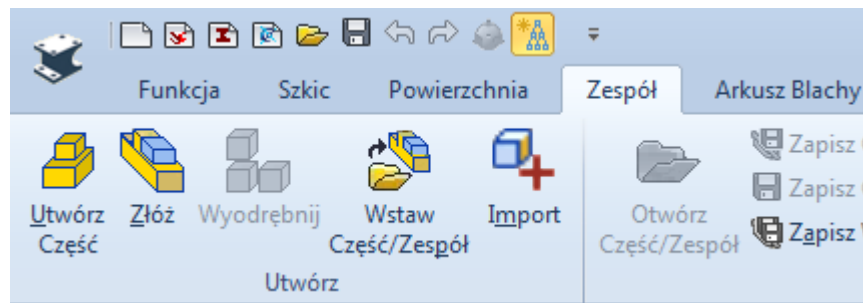 Funkcja Szkic Powierzchnia Zespół Arkusz Blachy
Utwórz Część
Złóż
Wyodrębnij
Wstaw Część/Zespół
Import
Otwórz Część/Zespół
Zapisz
Zapisz
Zapisz
Utwórz